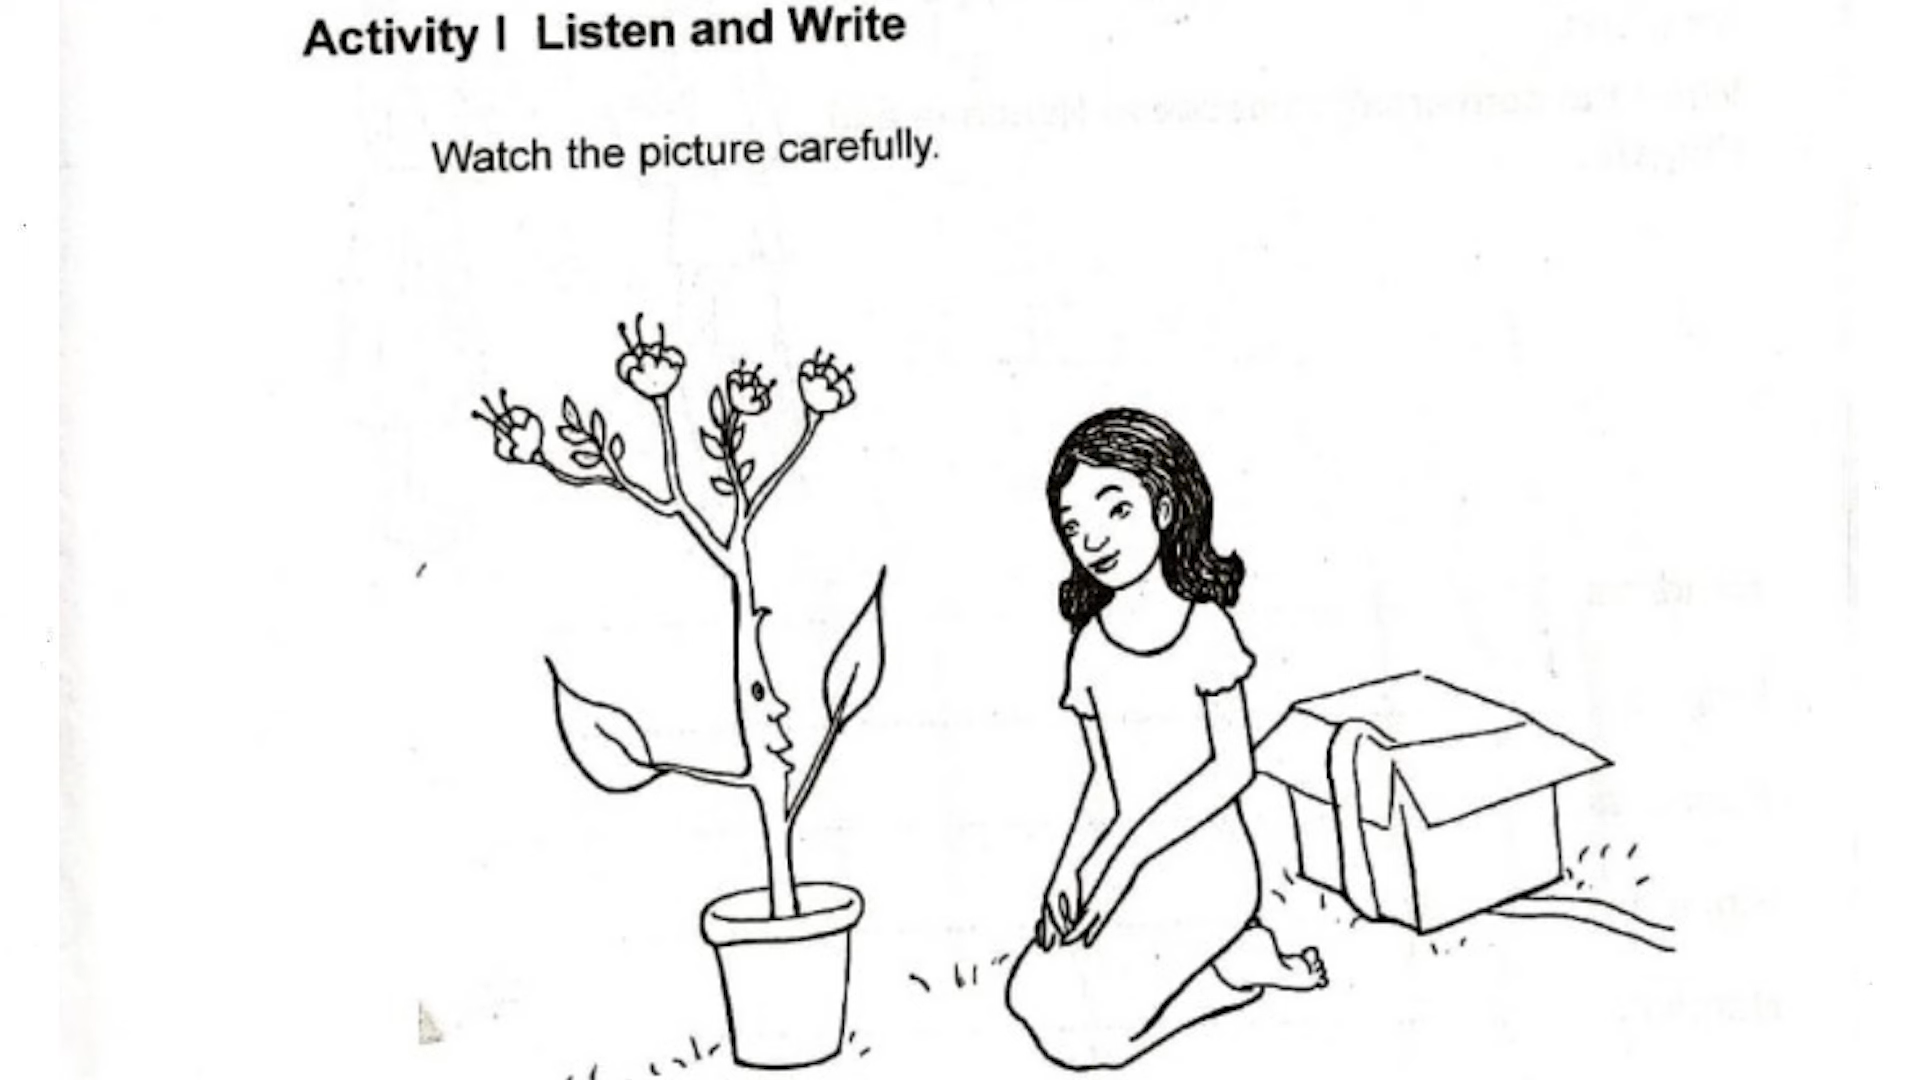 Activity I Listen and Write
Watch the picture carefully.